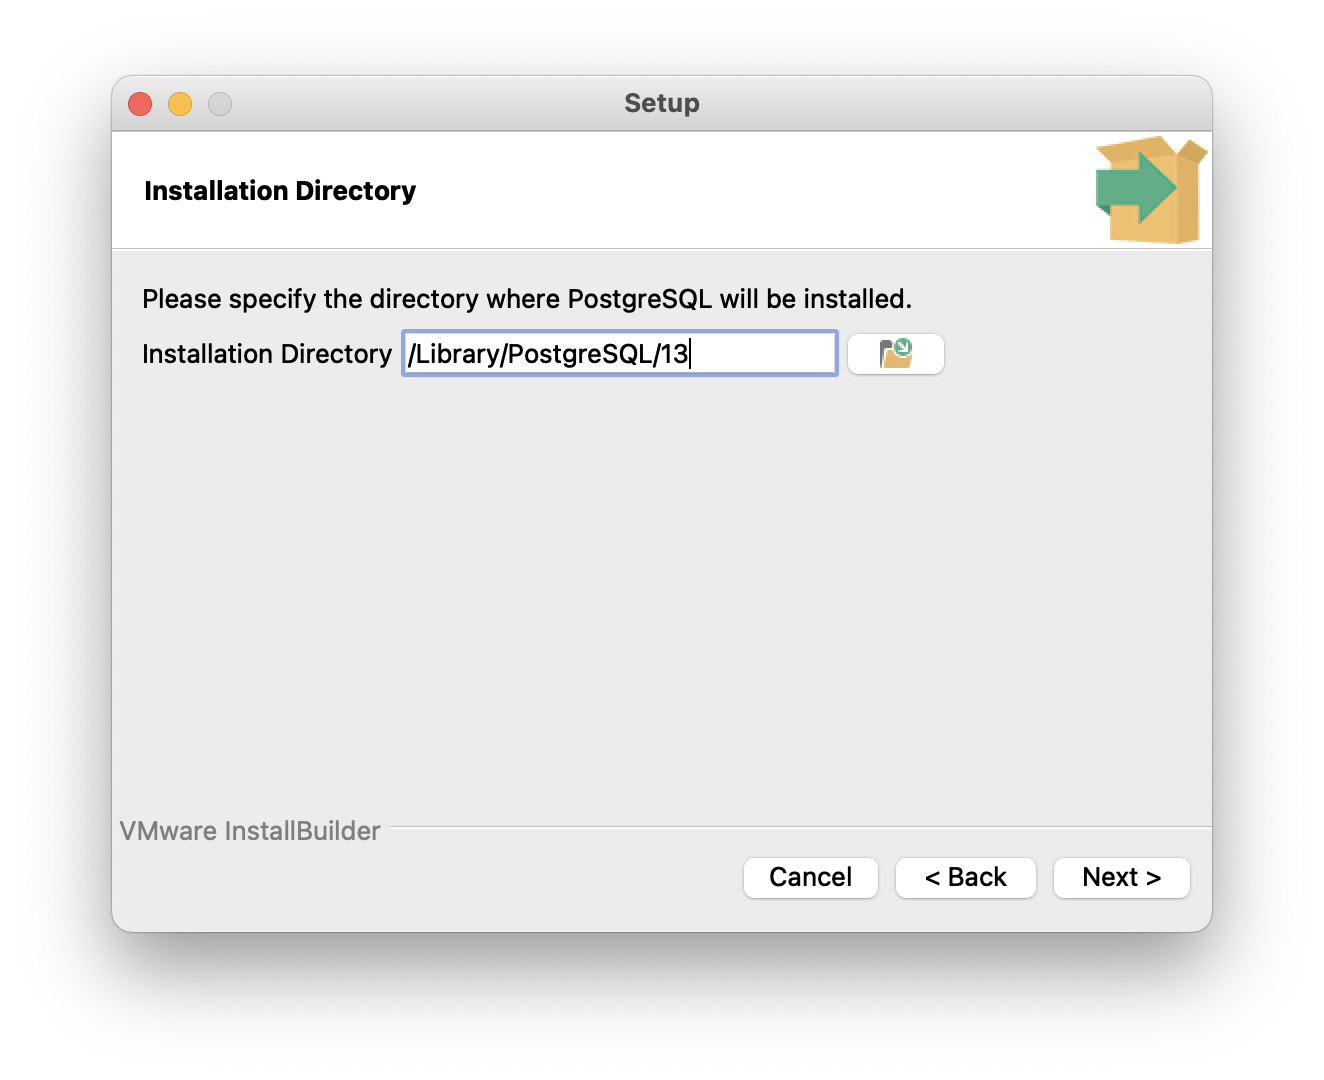 Setup
Installation Directory
Please specify the directory where PostgreSQL will be installed.
Installation Directory /Library/PostgreSQL/13
VMware InstallBuilder
Cancel < Back Next >